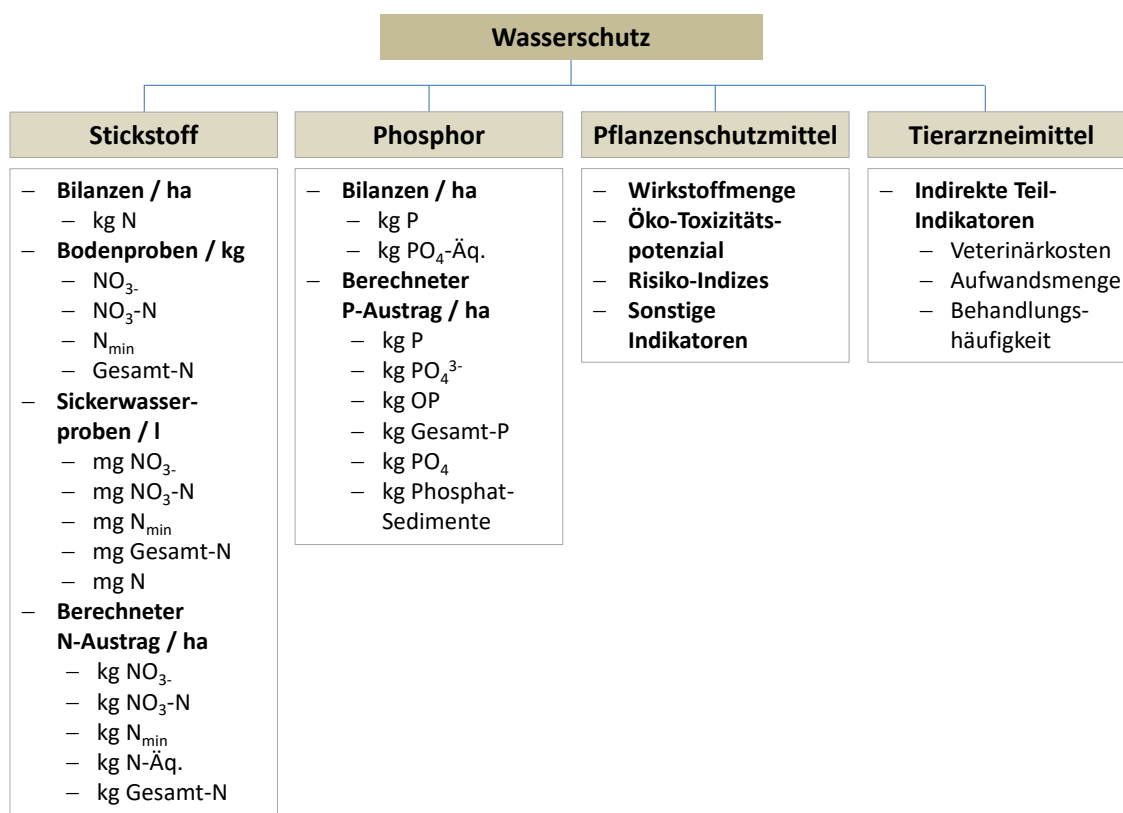 Wasserschutz
Stickstoff
– Bilanzen / ha
– kg N
– Bodenproben / kg
– NO₃₋
– NO₃-N
– Nₘᵢₙ
– Gesamt-N
– Sickerwasser-
proben / l
– mg NO₃₋
– mg NO₃-N
– mg Nₘᵢₙ
– mg Gesamt-N
– mg N
– Berechneter
N-Austrag / ha
– kg NO₃₋
– kg NO₃-N
– kg Nₘᵢₙ
– kg N-Äq.
– kg Gesamt-N
Phosphor
– Bilanzen / ha
– kg P
– kg PO₄-Äq.
– Berechneter
P-Austrag / ha
– kg P
– kg PO₄³⁻
– kg OP
– kg Gesamt-P
– kg PO₄
– kg Phosphat-
Sedimente
Pflanzenschutzmittel
– Wirkstoffmenge
– Öko-Toxizitäts-
potenzial
– Risiko-Indizes
– Sonstige
Indikatoren
Tierarzneimittel
– Indirekte Teil-
Indikatoren
– Veterinärkosten
– Aufwandsmenge
– Behandlungs-
häufigkeit